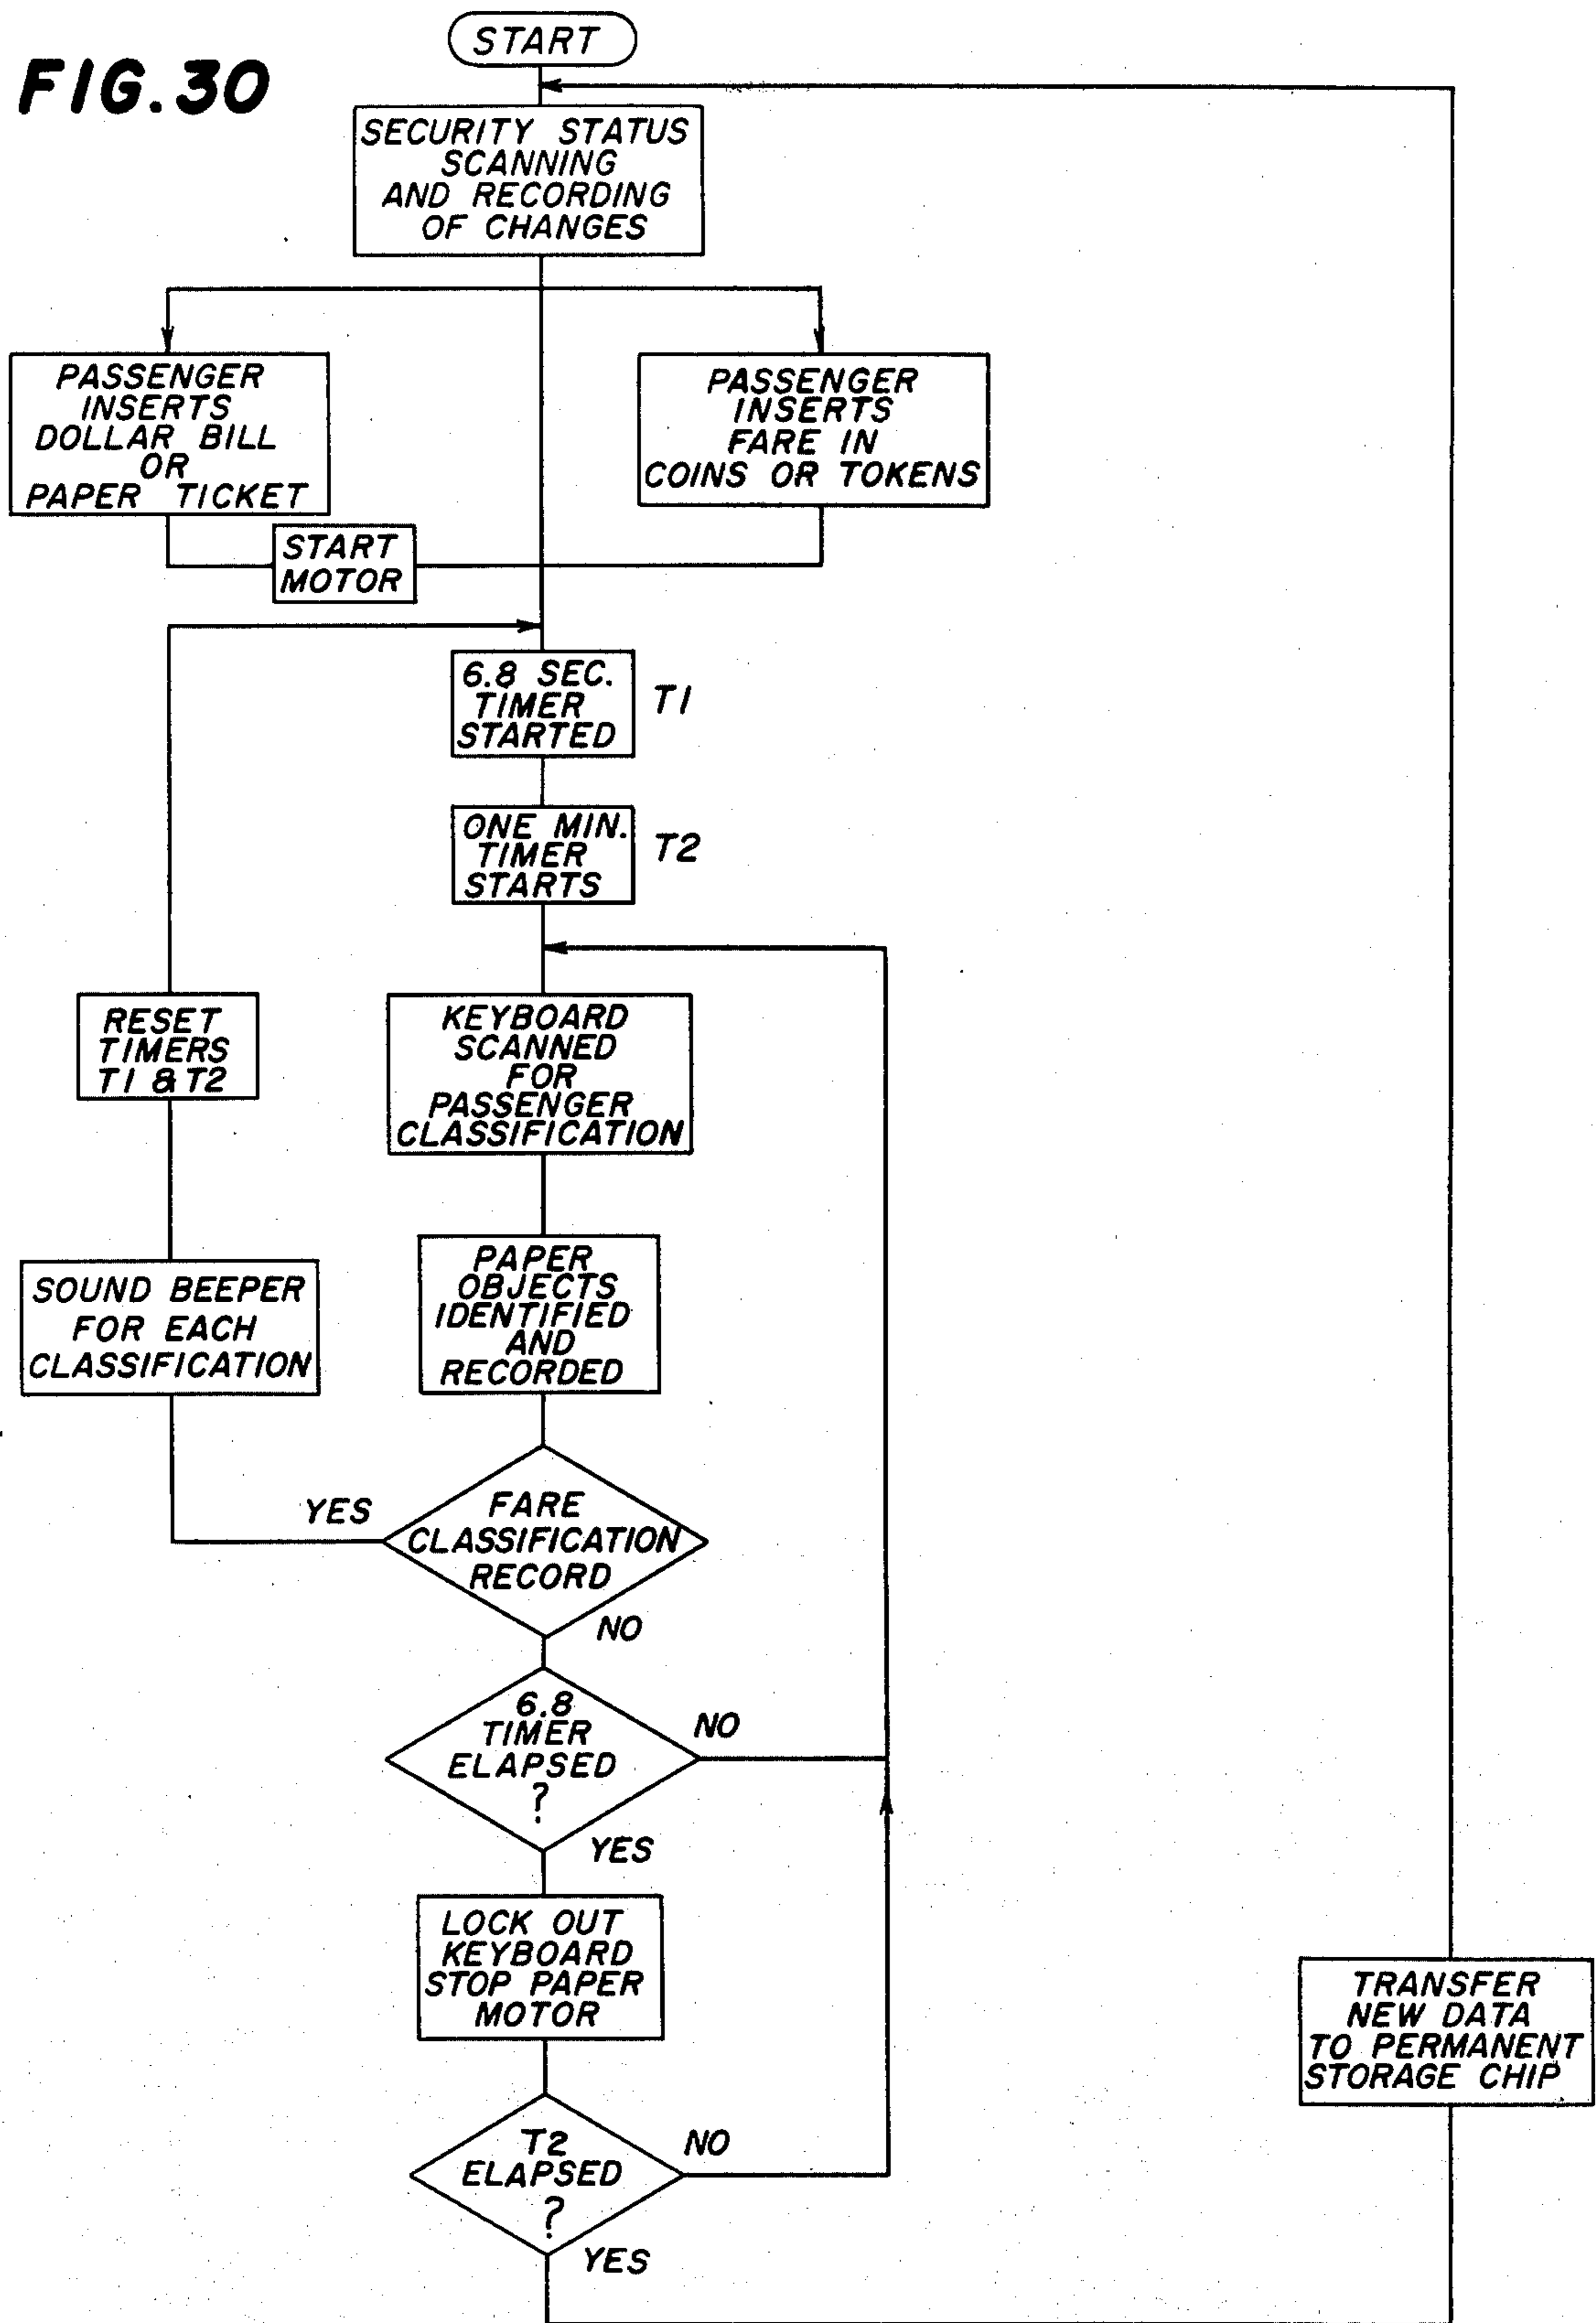 FIG.30
START
SECURITY STATUS
SCANNING
AND RECORDING
OF CHANGES
PASSENGER
INSERTS
DOLLAR BILL
OR
PAPER TICKET
PASSENGER
INSERTS
FARE IN
COINS OR TOKENS
START
MOTOR
6.8 SEC.
TIMER
STARTED
T1
ONE MIN.
TIMER
STARTS
T2
RESET
TIMERS
T1 & T2
KEYBOARD
SCANNED
FOR
PASSENGER
CLASSIFICATION
SOUND BEEPER
FOR EACH
CLASSIFICATION
PAPER
OBJECTS
IDENTIFIED
AND
RECORDED
YES
FARE
CLASSIFICATION
RECORD
NO
6.8
TIMER
ELAPSED
?
NO
YES
LOCK OUT
KEYBOARD
STOP PAPER
MOTOR
TRANSFER
NEW DATA
TO PERMANENT
STORAGE CHIP
T2
ELAPSED
?
NO
YES